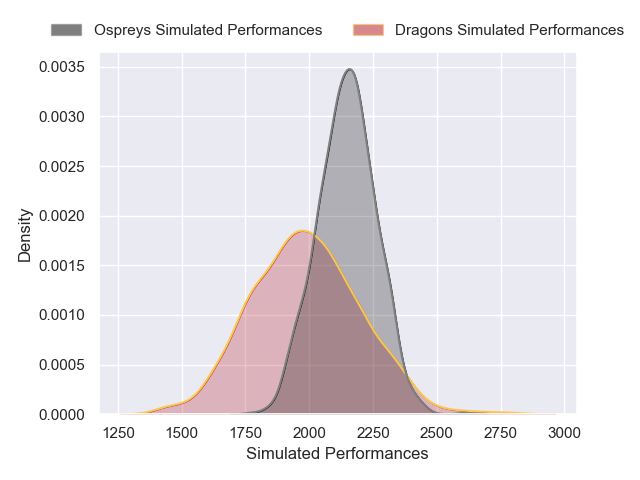 Ospreys Simulated Performances
Dragons Simulated Performances
Density
0.0035
0.0030
0.0025
0.0020
0.0015
0.0010
0.0005
0.0000
1250 1500 1750 2000 2250 2500 2750 3000
Simulated Performances